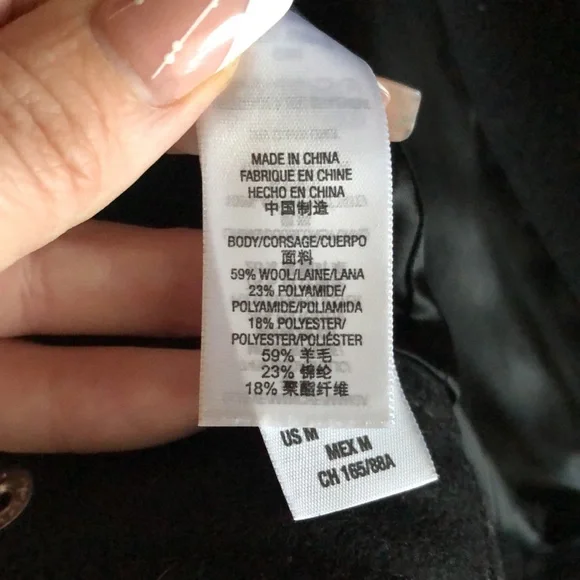 MADE IN CHINA
FABRIQUE EN CHINE
HECHO EN CHINA
中国制造
BODY/CORSAGE/CUERPO
面料
59% WOOL/LAINE/LANA
23% POLYAMIDE/
POLYAMIDE/POLIAMIDA
18% POLYESTER/
POLYESTER/POLIÉSTER
59% 羊毛
23% 锦纶
18% 聚酯纤维
US M
MEX M
CH 165/88A